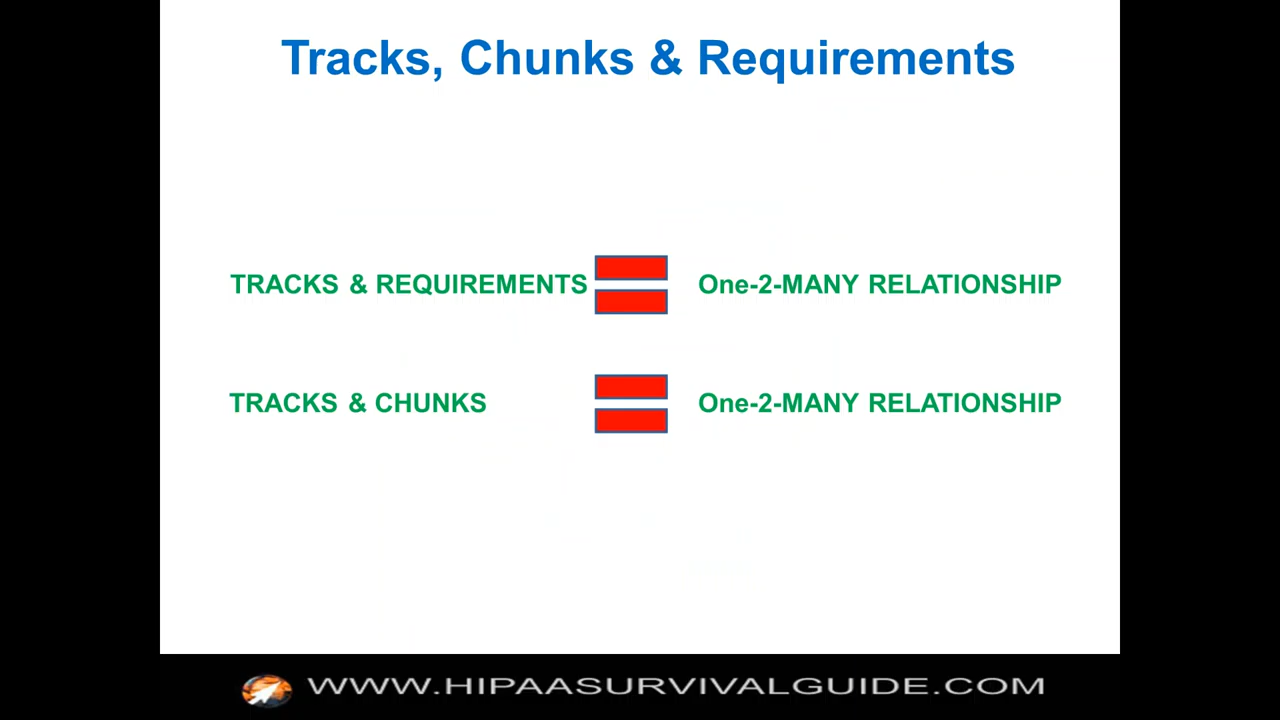 Tracks, Chunks & Requirements
TRACKS & REQUIREMENTS One-2-MANY RELATIONSHIP
TRACKS & CHUNKS One-2-MANY RELATIONSHIP
WWW.HIPAASURVIVALGUIDE.COM